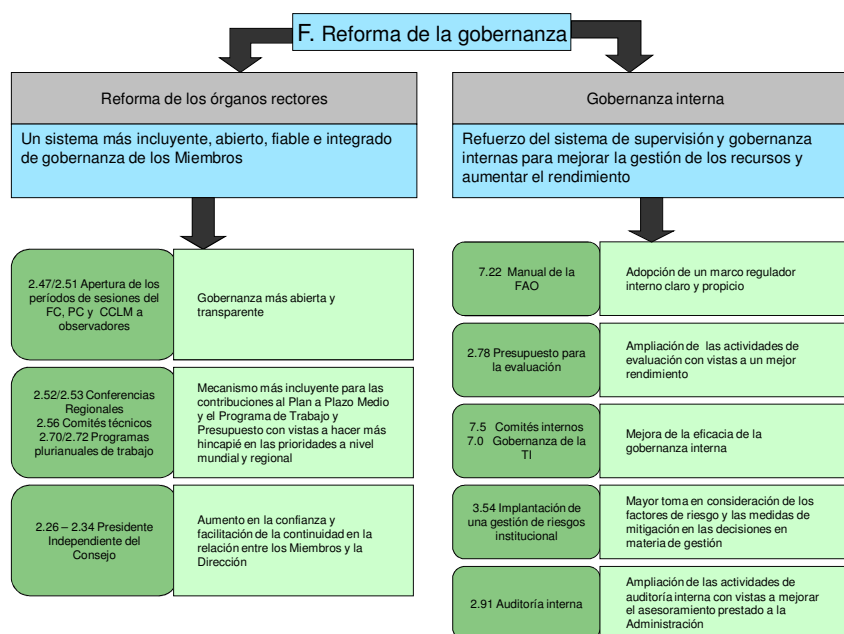 F. Reforma de la gobernanza
Reforma de los órganos rectores
Un sistema más incluyente, abierto, fiable e integrado
de gobernanza de los Miembros
2.47/2.51 Apertura de los
períodos de sesiones del
FC, PC y CCLM a
observadores
Gobernanza más abierta y
transparente
2.52/2.53 Conferencias
Regionales
2.56 Comités técnicos
2.70/2.72 Programas
plurianuales de trabajo
Mecanismo más incluyente para las
contribuciones al Plan a Plazo Medio
y el Programa de Trabajo y
Presupuesto con vistas a hacer más
hincapié en las prioridades a nivel
mundial y regional
2.26 – 2.34 Presidente
Independiente del
Consejo
Aumento en la confianza y
facilitación de la continuidad en la
relación entre los Miembros y la
Dirección
Gobernanza interna
Refuerzo del sistema de supervisión y gobernanza
internas para mejorar la gestión de los recursos y
aumentar el rendimiento
7.22 Manual de la
FAO
Adopción de un marco regulador
interno claro y propicio
2.78 Presupuesto para
la evaluación
Ampliación de las actividades de
evaluación con vistas a un mejor
rendimiento
7.5 Comités internos
7.0 Gobernanza de la
TI
Mejora de la eficacia de la
gobernanza interna
3.54 Implantación de
una gestión de riesgos
institucional
Mayor toma en consideración de los
factores de riesgo y las medidas de
mitigación en las decisiones en
materia de gestión
2.91 Auditoría interna
Ampliación de las actividades de
auditoría interna con vistas a mejorar
el asesoramiento prestado a la
Administración